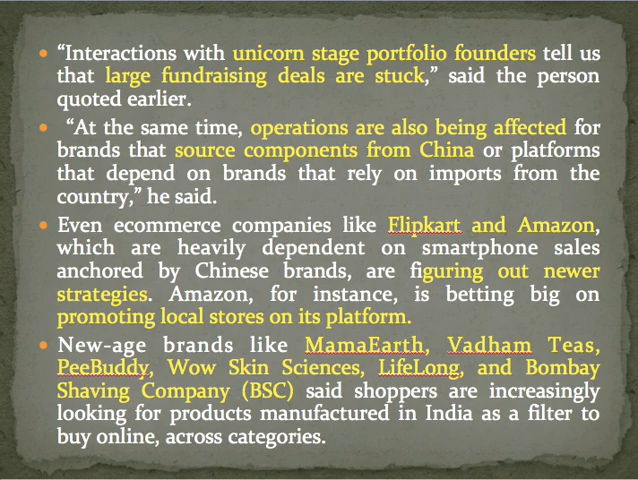 • “Interactions with unicorn stage portfolio founders tell us
that large fundraising deals are stuck,” said the person
quoted earlier.
• “At the same time, operations are also being affected for
brands that source components from China or platforms
that depend on brands that rely on imports from the
country,” he said.
• Even ecommerce companies like Flipkart and Amazon,
which are heavily dependent on smartphone sales
anchored by Chinese brands, are figuring out newer
strategies. Amazon, for instance, is betting big on
promoting local stores on its platform.
• New-age brands like MamaEarth, Vadham Teas,
PeeBuddy, Wow Skin Sciences, LifeLong, and Bombay
Shaving Company (BSC) said shoppers are increasingly
looking for products manufactured in India as a filter to
buy online, across categories.